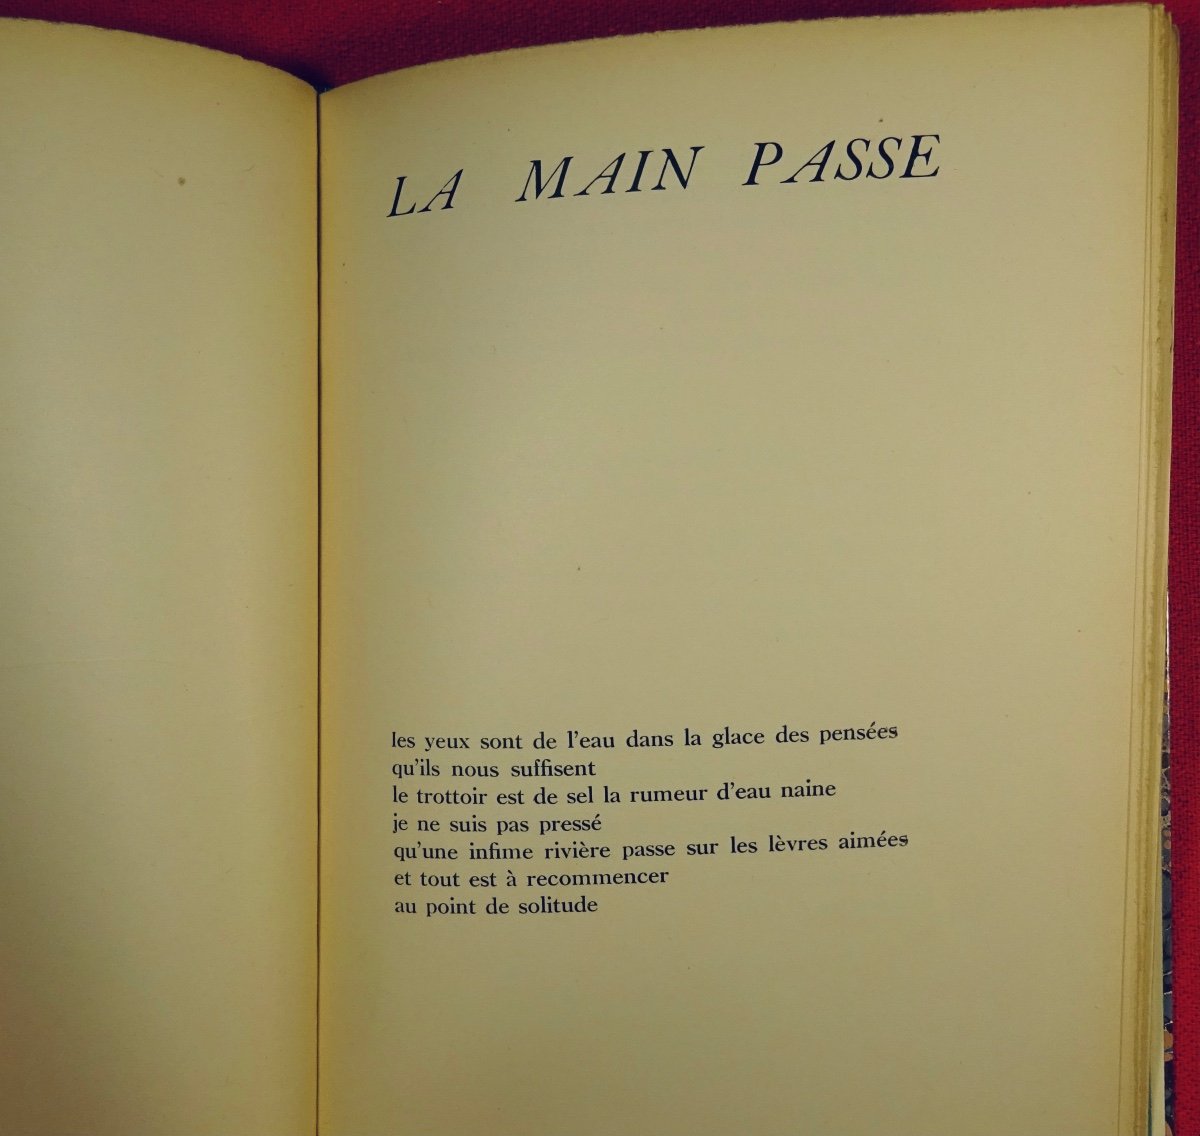 LA MAIN PASSE
les yeux sont de l'eau dans la glace des pensées
qu'ils nous suffisent
le trottoir est de sel la rumeur d'eau naine
je ne suis pas pressé
qu'une infime rivière passe sur les lèvres aimées
et tout est à recommencer
au point de solitude